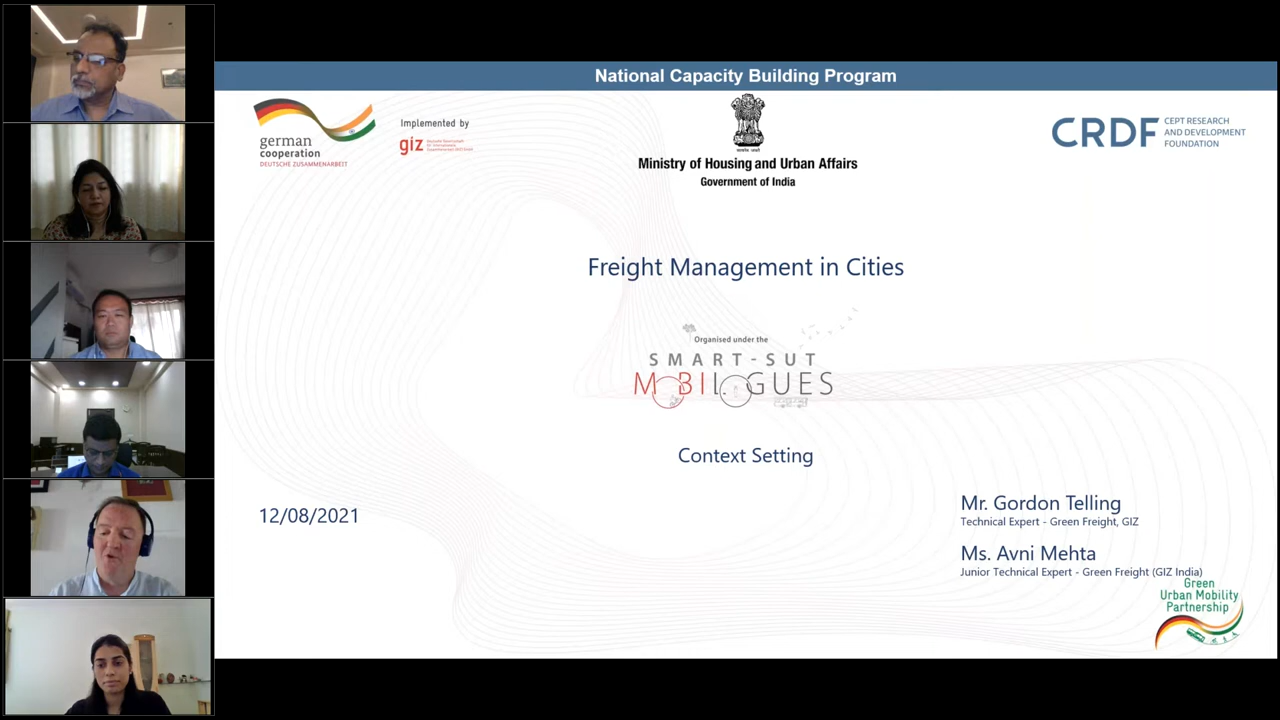 National Capacity Building Program
german
cooperation
DEUTSCHE ZUSAMMENARBEIT
Implemented by
giz
Ministry of Housing and Urban Affairs
Government of India
CRDF
CEPT RESEARCH
AND DEVELOPMENT
FOUNDATION
Freight Management in Cities
Organised under the
SMART-SUT
MOBILOGUES
Context Setting
12/08/2021
Mr. Gordon Telling
Technical Expert - Green Freight, GIZ
Ms. Avni Mehta
Junior Technical Expert - Green Freight (GIZ India)
Green
Urban Mobility
Partnership